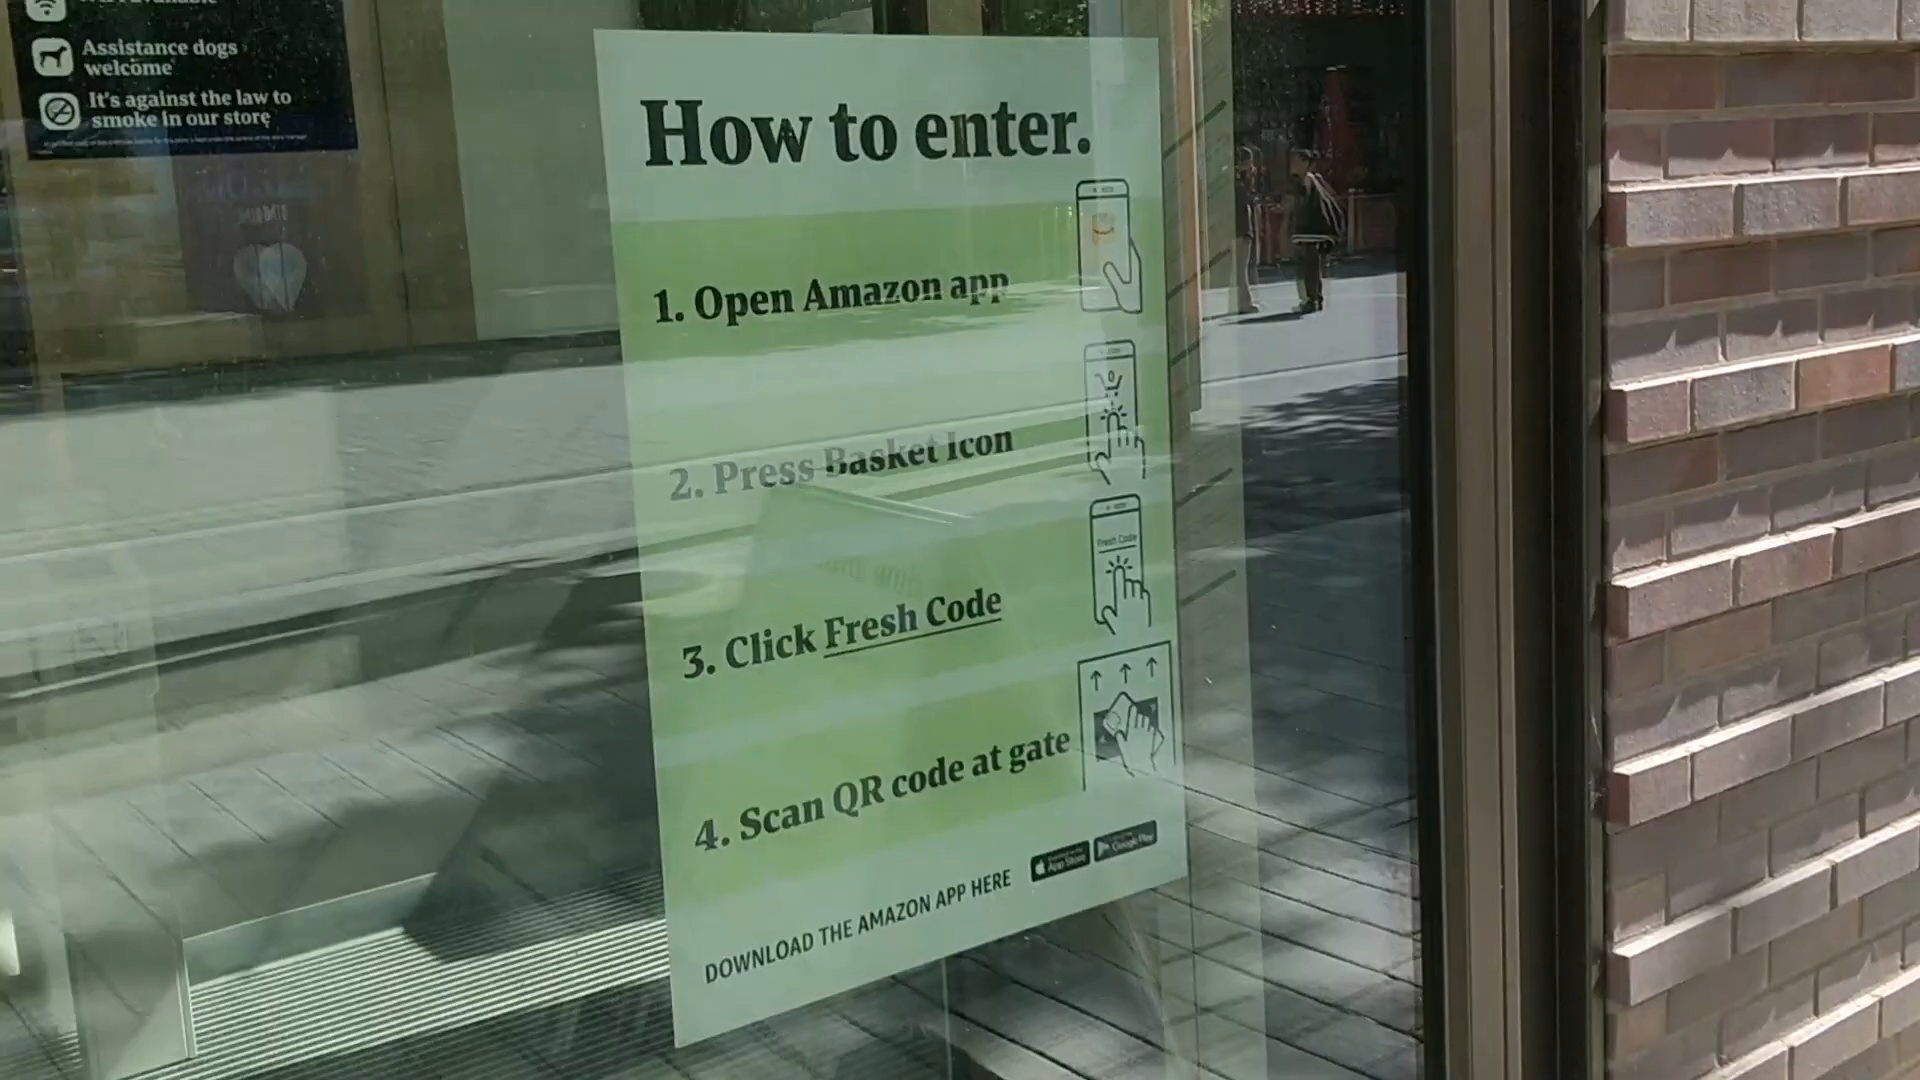 Assistance dogs
welcome
It's against the law to
smoke in our store
How to enter.
1. Open Amazon app
2. Press Basket Icon
3. Click Fresh Code
Fresh Code
4. Scan QR code at gate
DOWNLOAD THE AMAZON APP HERE
App Store
Google Play